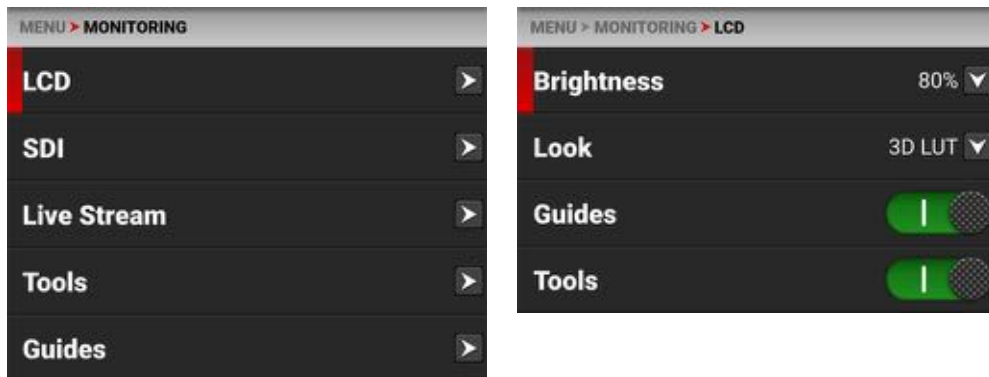 MENU > MONITORING
LCD
SDI
Live Stream
Tools
Guides
MENU > MONITORING > LCD
Brightness 80%
Look 3D LUT
Guides
Tools